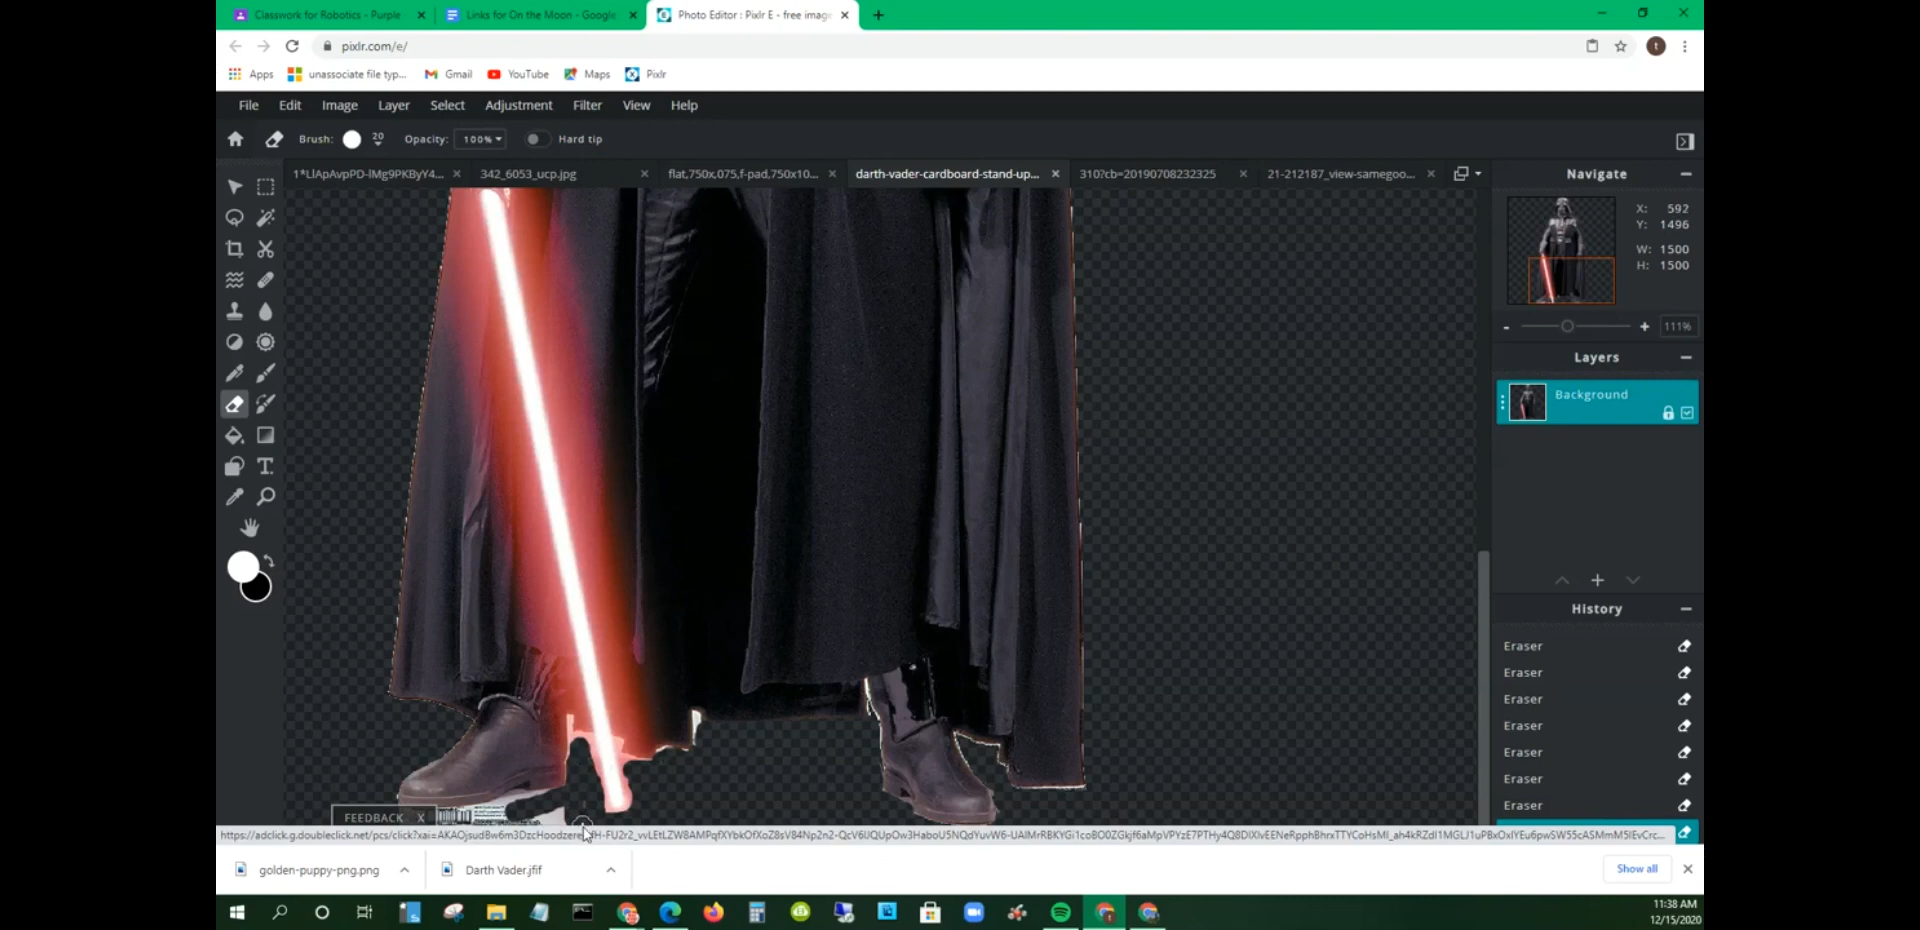 Classwork for Robotics - Purple
Links for On the Moon - Google
Photo Editor : Pixlr E - free image
pixlr.com/e/
t
Apps
unassociate file typ...
Gmail
YouTube
Maps
Pixlr
File Edit Image Layer Select Adjustment Filter View Help
Brush: 20 Opacity: 100% Hard tip
342_6053_ucp.jpg
flat,750x,075,f-pad,750x10...
darth-vader-cardboard-stand-up...
310?cb=20190708232325
21-212187_view-samegoo...
Navigate
X: 592
Y: 1496
W: 1500
H: 1500
- + 111%
Layers
Background
T
History
Eraser
Eraser
Eraser
Eraser
Eraser
Eraser
Eraser
FEEDBACK X
golden-puppy-png.png
Darth Vader.jfif
Show all
11:38 AM
12/15/2020